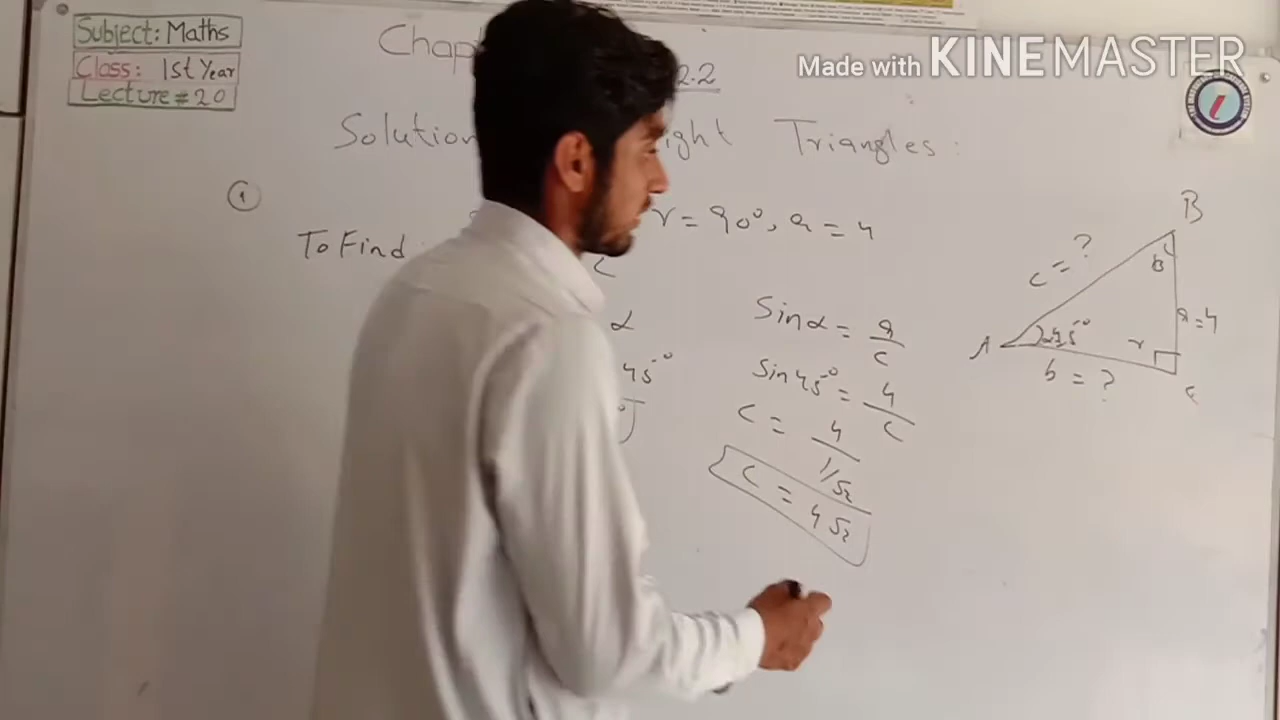 Subject: Maths
Class: 1st Year
Lecture # 20
Made with KINEMASTER
Chap 2.2
Solution ight Triangles:
①
γ = 90°, a = 4
To Find
α
45°
Sin α = a/c
Sin 45° = 4/c
c = 4/(1/√2)
c = 4√2
B
c = ?
β
a = 4
A
α 45°
γ
b = ?